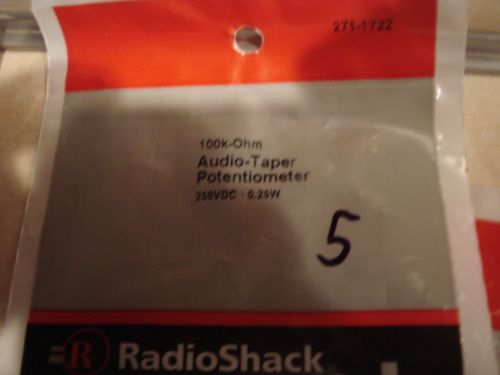 271-1722
100k-Ohm
Audio-Taper
Potentiometer
250VDC · 0.25W
5
R RadioShack